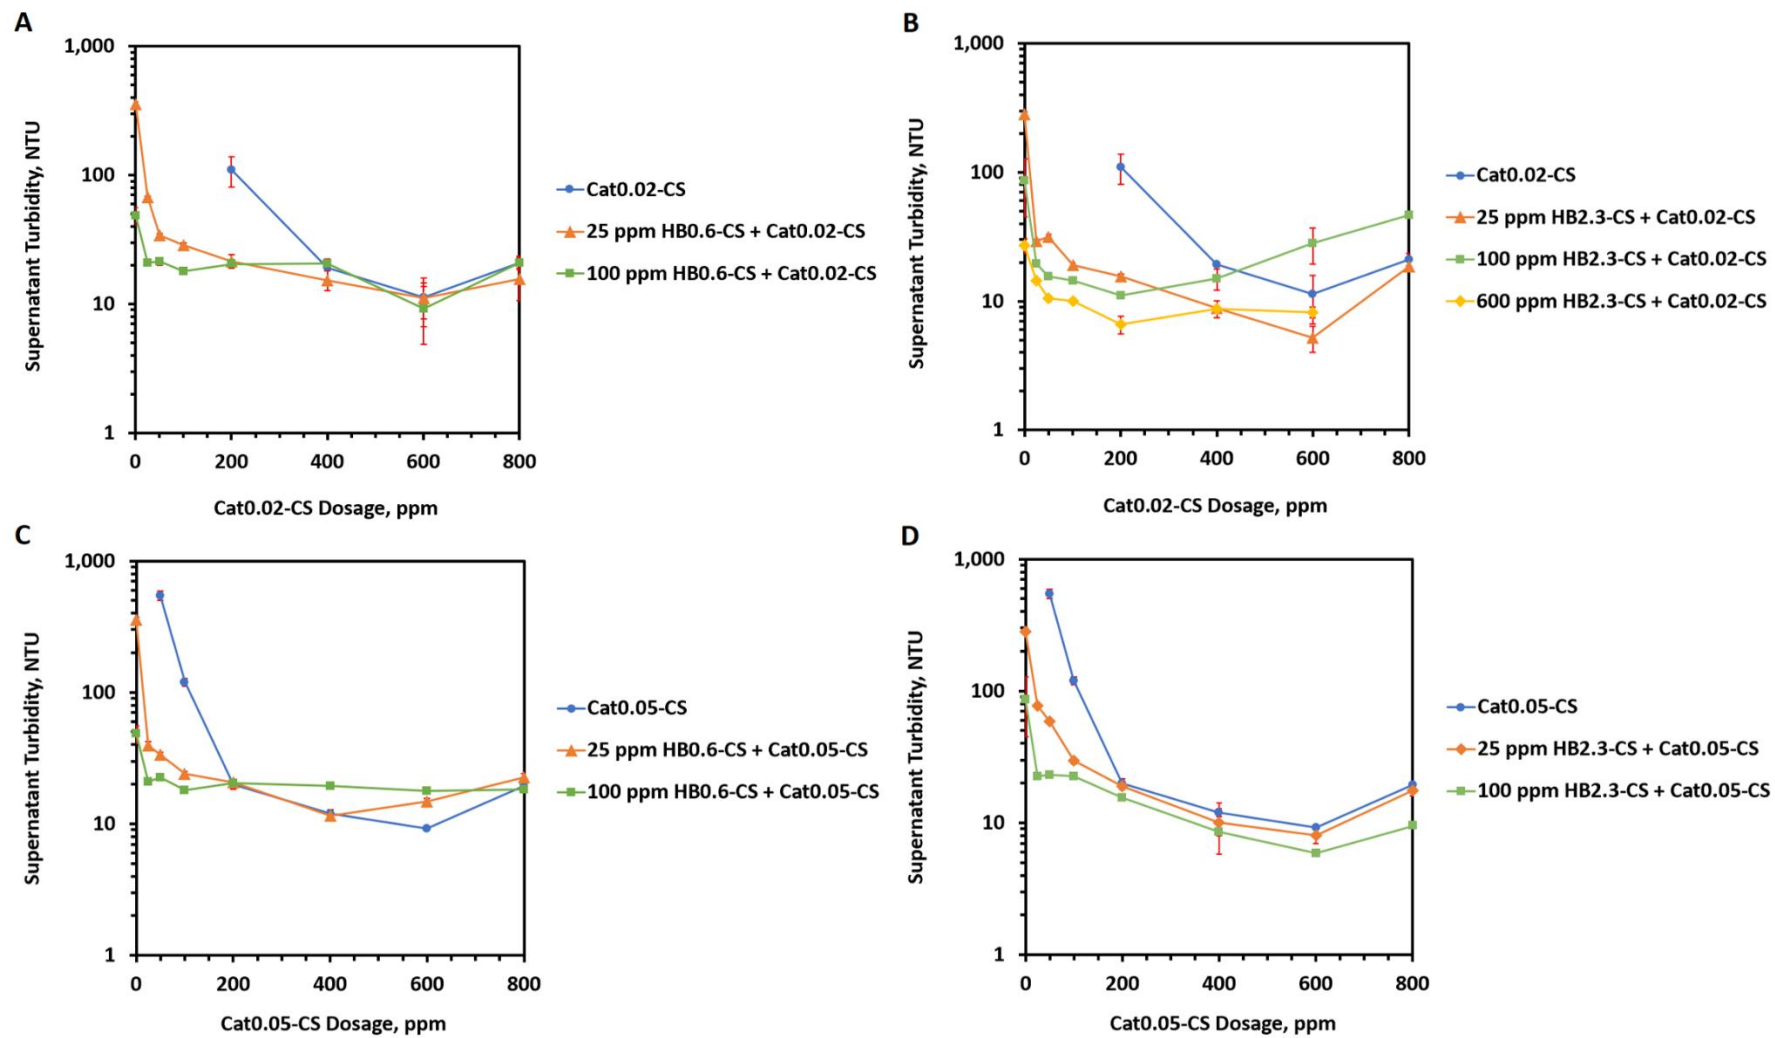 A
Supernatant Turbidity, NTU
1,000
100
10
1
0 200 400 600 800
Cat0.02-CS Dosage, ppm
Cat0.02-CS
25 ppm HB0.6-CS + Cat0.02-CS
100 ppm HB0.6-CS + Cat0.02-CS
B
Supernatant Turbidity, NTU
1,000
100
10
1
0 200 400 600 800
Cat0.02-CS Dosage, ppm
Cat0.02-CS
25 ppm HB2.3-CS + Cat0.02-CS
100 ppm HB2.3-CS + Cat0.02-CS
600 ppm HB2.3-CS + Cat0.02-CS
C
Supernatant Turbidity, NTU
1,000
100
10
1
0 200 400 600 800
Cat0.05-CS Dosage, ppm
Cat0.05-CS
25 ppm HB0.6-CS + Cat0.05-CS
100 ppm HB0.6-CS + Cat0.05-CS
D
Supernatant Turbidity, NTU
1,000
100
10
1
0 200 400 600 800
Cat0.05-CS Dosage, ppm
Cat0.05-CS
25 ppm HB2.3-CS + Cat0.05-CS
100 ppm HB2.3-CS + Cat0.05-CS